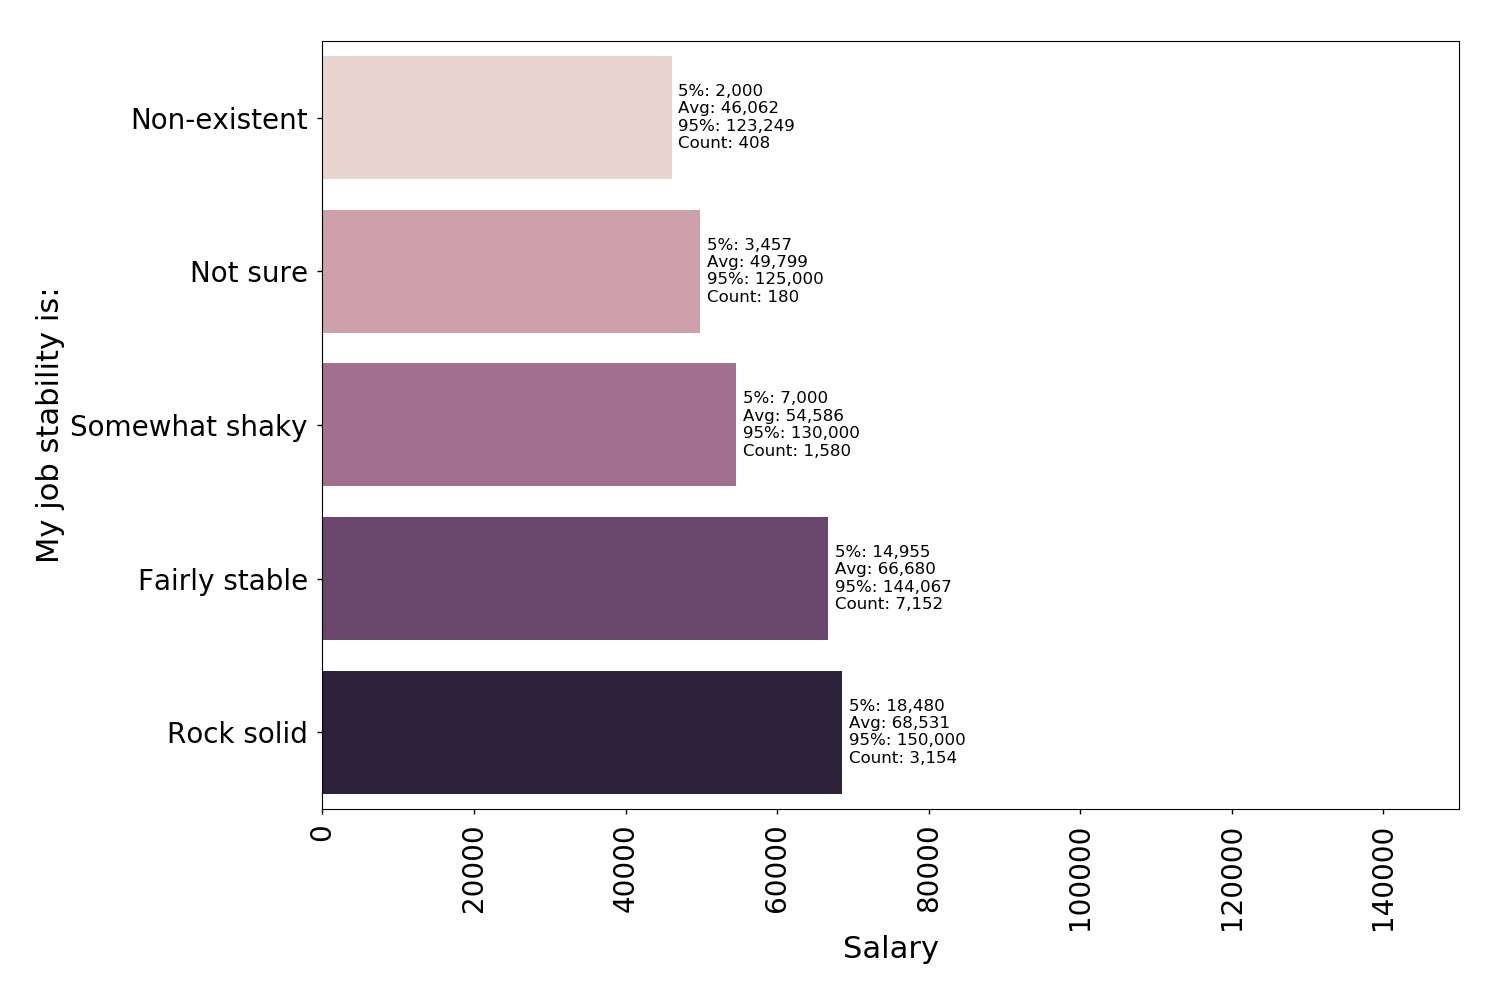 My job stability is:
Non-existent
5%: 2,000
Avg: 46,062
95%: 123,249
Count: 408
Not sure
5%: 3,457
Avg: 49,799
95%: 125,000
Count: 180
Somewhat shaky
5%: 7,000
Avg: 54,586
95%: 130,000
Count: 1,580
Fairly stable
5%: 14,955
Avg: 66,680
95%: 144,067
Count: 7,152
Rock solid
5%: 18,480
Avg: 68,531
95%: 150,000
Count: 3,154
0
20000
40000
60000
80000
100000
120000
140000
Salary